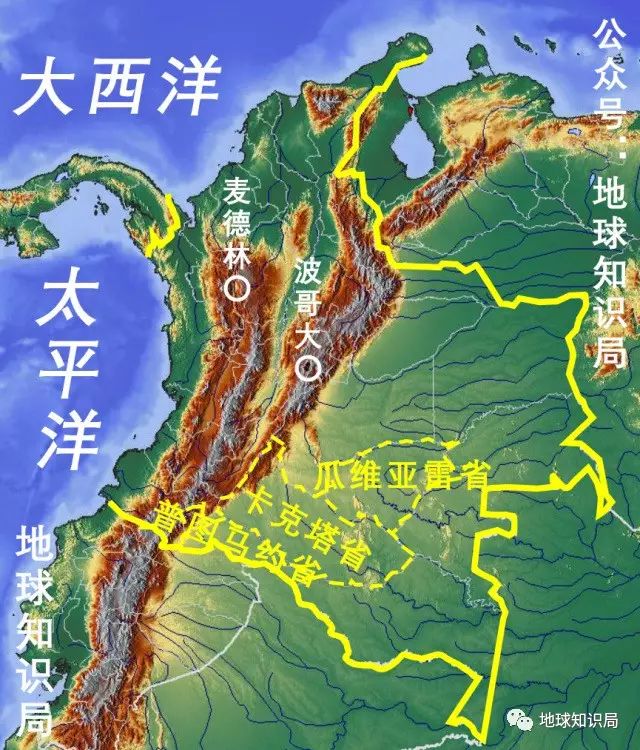 大西洋
公众号：地球知识局
麦德林
波哥大
太平洋
瓜维亚雷省
卡克塔省
普图马约省
地球知识局
地球知识局